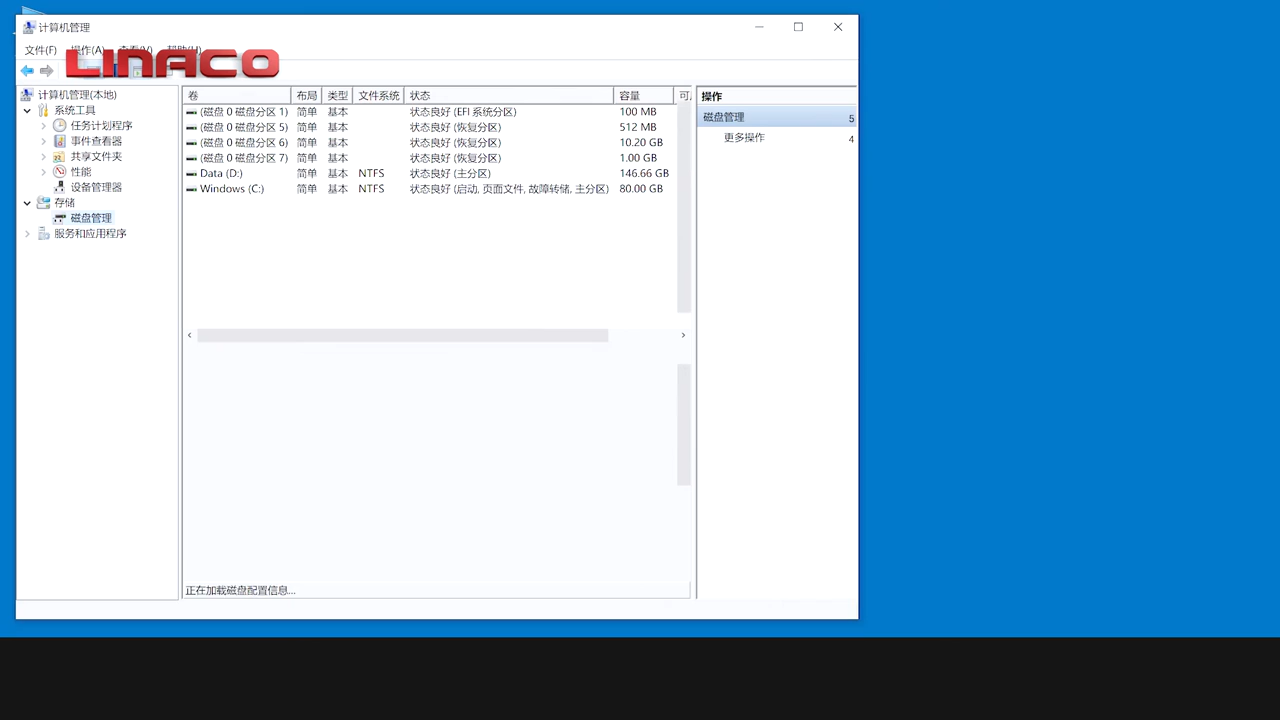 计算机管理
文件(F) 操作(A) 查看(V) 帮助(H)
LINACO
计算机管理(本地)
系统工具
任务计划程序
事件查看器
共享文件夹
性能
设备管理器
存储
磁盘管理
服务和应用程序
卷 布局 类型 文件系统 状态 容量
(磁盘 0 磁盘分区 1) 简单 基本 状态良好 (EFI 系统分区) 100 MB
(磁盘 0 磁盘分区 5) 简单 基本 状态良好 (恢复分区) 512 MB
(磁盘 0 磁盘分区 6) 简单 基本 状态良好 (恢复分区) 10.20 GB
(磁盘 0 磁盘分区 7) 简单 基本 状态良好 (恢复分区) 1.00 GB
Data (D:) 简单 基本 NTFS 状态良好 (主分区) 146.66 GB
Windows (C:) 简单 基本 NTFS 状态良好 (启动, 页面文件, 故障转储, 主分区) 80.00 GB
正在加载磁盘配置信息...
操作
磁盘管理 5
更多操作 4